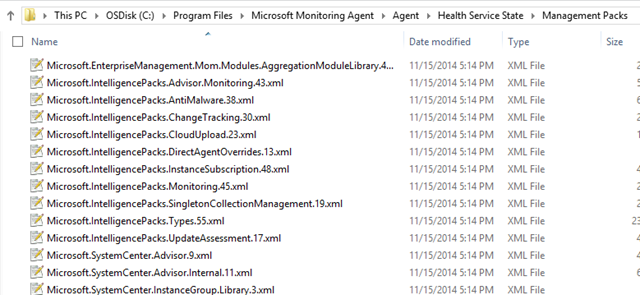 This PC › OSDisk (C:) › Program Files › Microsoft Monitoring Agent › Agent › Health Service State › Management Packs
Name Date modified Type Size
Microsoft.EnterpriseManagement.Mom.Modules.AggregationModuleLibrary.4... 11/15/2014 5:14 PM XML File 2
Microsoft.IntelligencePacks.Advisor.Monitoring.43.xml 11/15/2014 5:14 PM XML File 5
Microsoft.IntelligencePacks.AntiMalware.38.xml 11/15/2014 5:14 PM XML File 6
Microsoft.IntelligencePacks.ChangeTracking.30.xml 11/15/2014 5:14 PM XML File 2
Microsoft.IntelligencePacks.CloudUpload.23.xml 11/15/2014 5:14 PM XML File 1
Microsoft.IntelligencePacks.DirectAgentOverrides.13.xml 11/15/2014 5:14 PM XML File
Microsoft.IntelligencePacks.InstanceSubscription.48.xml 11/15/2014 5:14 PM XML File 4
Microsoft.IntelligencePacks.Monitoring.45.xml 11/15/2014 5:14 PM XML File 2
Microsoft.IntelligencePacks.SingletonCollectionManagement.19.xml 11/15/2014 5:14 PM XML File 2
Microsoft.IntelligencePacks.Types.55.xml 11/15/2014 5:14 PM XML File 23
Microsoft.IntelligencePacks.UpdateAssessment.17.xml 11/15/2014 5:14 PM XML File 4
Microsoft.SystemCenter.Advisor.9.xml 11/15/2014 5:14 PM XML File 4
Microsoft.SystemCenter.Advisor.Internal.11.xml 11/15/2014 5:14 PM XML File 6
Microsoft.SystemCenter.InstanceGroup.Library.3.xml 11/15/2014 5:14 PM XML File